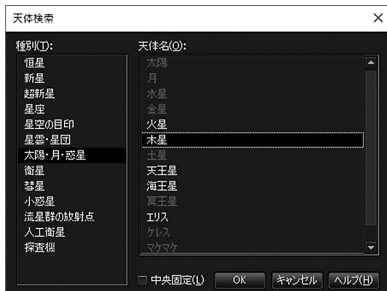 天体検索
種別(T):
恒星
新星
超新星
星座
星空の目印
星雲・星団
太陽・月・惑星
衛星
彗星
小惑星
流星群の放射点
人工衛星
探査機
天体名(O):
太陽
月
水星
金星
火星
木星
土星
天王星
海王星
冥王星
エリス
ケレス
マケマケ
中央固定(L)
OK
キャンセル
ヘルプ(H)